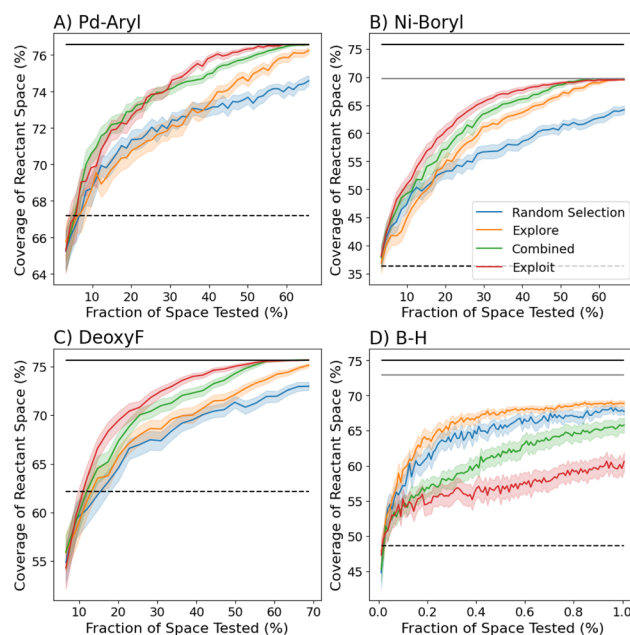 A) Pd-Aryl
Coverage of Reactant Space (%)
76
74
72
70
68
66
64
10 20 30 40 50 60
Fraction of Space Tested (%)
B) Ni-Boryl
Coverage of Reactant Space (%)
75
70
65
60
55
50
45
40
35
Random Selection
Explore
Combined
Exploit
10 20 30 40 50 60
Fraction of Space Tested (%)
C) DeoxyF
Coverage of Reactant Space (%)
75
70
65
60
55
10 20 30 40 50 60 70
Fraction of Space Tested (%)
D) B-H
Coverage of Reactant Space (%)
75
70
65
60
55
50
45
0.0 0.2 0.4 0.6 0.8 1.0
Fraction of Space Tested (%)